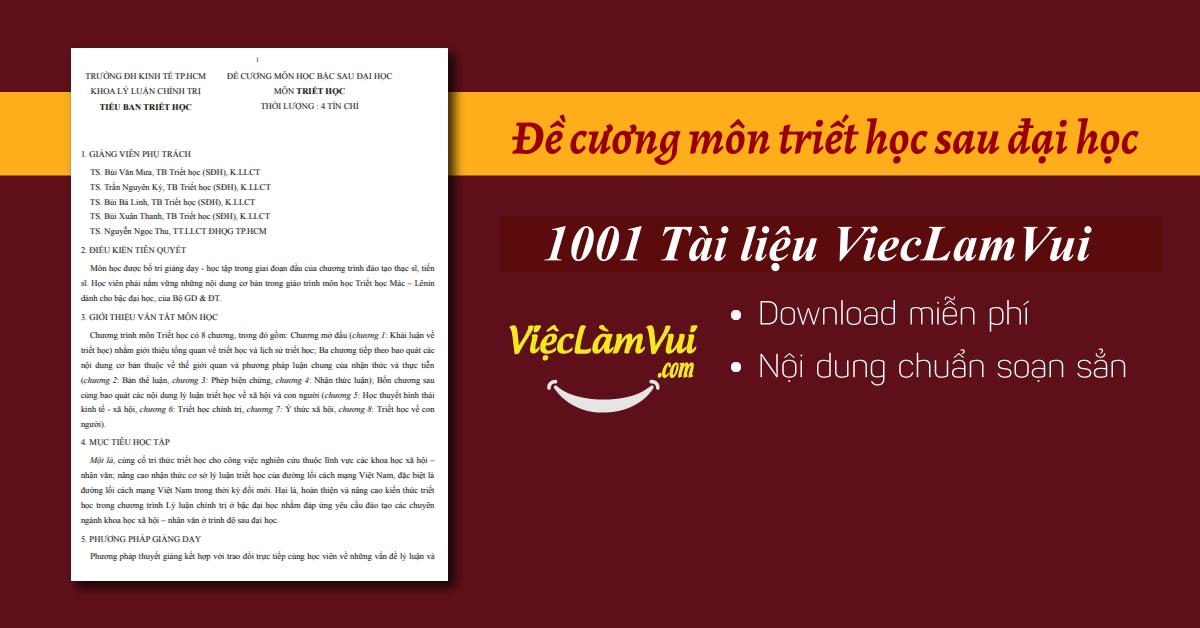 1
TRƯỜNG ĐH KINH TẾ TP.HCM
KHOA LÝ LUẬN CHÍNH TRỊ
TIỂU BAN TRIẾT HỌC
ĐỀ CƯƠNG MÔN HỌC BẬC SAU ĐẠI HỌC
MÔN TRIẾT HỌC
THỜI LƯỢNG : 4 TÍN CHỈ
1. GIẢNG VIÊN PHỤ TRÁCH
TS. Bùi Văn Mưa, TB Triết học (SĐH), K.LLCT
TS. Trần Nguyên Ký, TB Triết học (SĐH), K.LLCT
TS. Bùi Bá Linh, TB Triết học (SĐH), K.LLCT
TS. Bùi Xuân Thanh, TB Triết học (SĐH), K.LLCT
TS. Nguyễn Ngọc Thu, TT.LLCT ĐHQG TP.HCM
2. ĐIỀU KIỆN TIÊN QUYẾT
Môn học được bố trí giảng dạy - học tập trong giai đoạn đầu của chương trình đào tạo thạc sĩ, tiến
sĩ. Học viên phải nắm vững những nội dung cơ bản trong giáo trình môn học Triết học Mác – Lênin
dành cho bậc đại học, của Bộ GD & ĐT.
3. GIỚI THIỆU VẮN TẮT MÔN HỌC
Chương trình môn Triết học có 8 chương, trong đó gồm: Chương mở đầu (chương 1: Khái luận về
triết học) nhằm giới thiệu tổng quan về triết học và lịch sử triết học; Ba chương tiếp theo bao quát các
nội dung cơ bản thuộc về thế giới quan và phương pháp luận chung của nhận thức và thực tiễn
(chương 2: Bản thể luận, chương 3: Phép biện chứng, chương 4: Nhận thức luận); Bốn chương sau
cùng bao quát các nội dung lý luận triết học về xã hội và con người (chương 5: Học thuyết hình thái
kinh tế - xã hội, chương 6: Triết học chính trị, chương 7: Ý thức xã hội, chương 8: Triết học về con
người).
4. MỤC TIÊU HỌC TẬP
Một là, củng cố tri thức triết học cho công việc nghiên cứu thuộc lĩnh vực các khoa học xã hội –
nhân văn; nâng cao nhận thức cơ sở lý luận triết học của đường lối cách mạng Việt Nam, đặc biệt là
đường lối cách mạng Việt Nam trong thời kỳ đổi mới. Hai là, hoàn thiện và nâng cao kiến thức triết
học trong chương trình Lý luận chính trị ở bậc đại học nhằm đáp ứng yêu cầu đào tạo các chuyên
ngành khoa học xã hội – nhân văn ở trình độ sau đại học.
5. PHƯƠNG PHÁP GIẢNG DẠY
Phương pháp thuyết giảng kết hợp với trao đổi trực tiếp cùng học viên về những vấn đề lý luận và
Đề cương môn triết học sau đại học
1001 Tài liệu ViecLamVui
ViệcLàmVui
.com
• Download miễn phí
• Nội dung chuẩn soạn sẳn